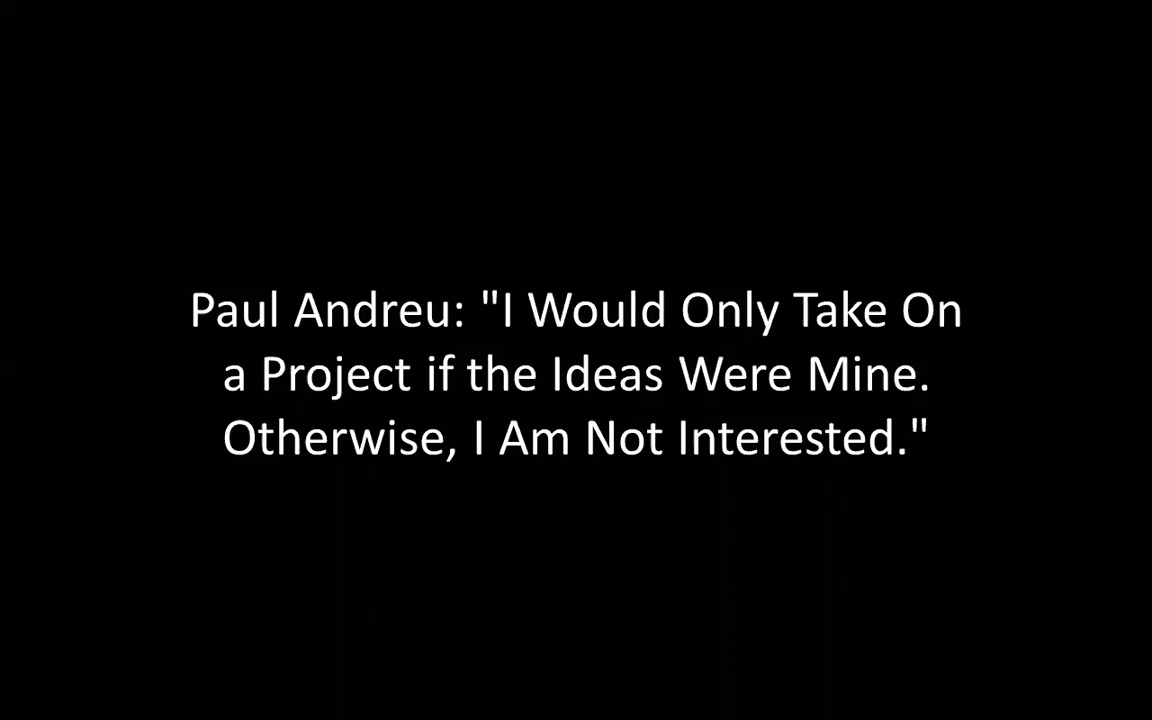 Paul Andreu: "I Would Only Take On
a Project if the Ideas Were Mine.
Otherwise, I Am Not Interested."